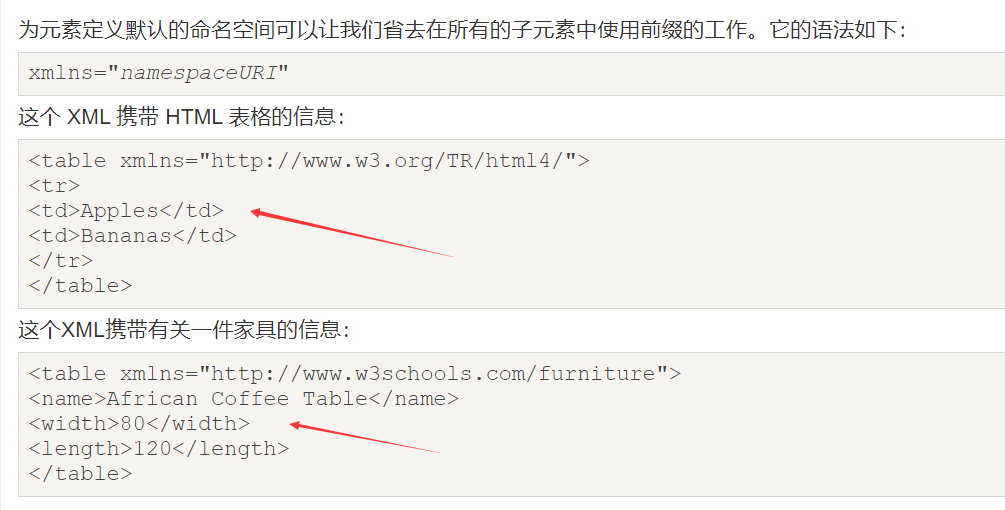 为元素定义默认的命名空间可以让我们省去在所有的子元素中使用前缀的工作。它的语法如下：
xmlns="namespaceURI"
这个 XML 携带 HTML 表格的信息：
<table xmlns="http://www.w3.org/TR/html4/">
<tr>
<td>Apples</td>
<td>Bananas</td>
</tr>
</table>
这个XML携带有关一件家具的信息：
<table xmlns="http://www.w3schools.com/furniture">
<name>African Coffee Table</name>
<width>80</width>
<length>120</length>
</table>